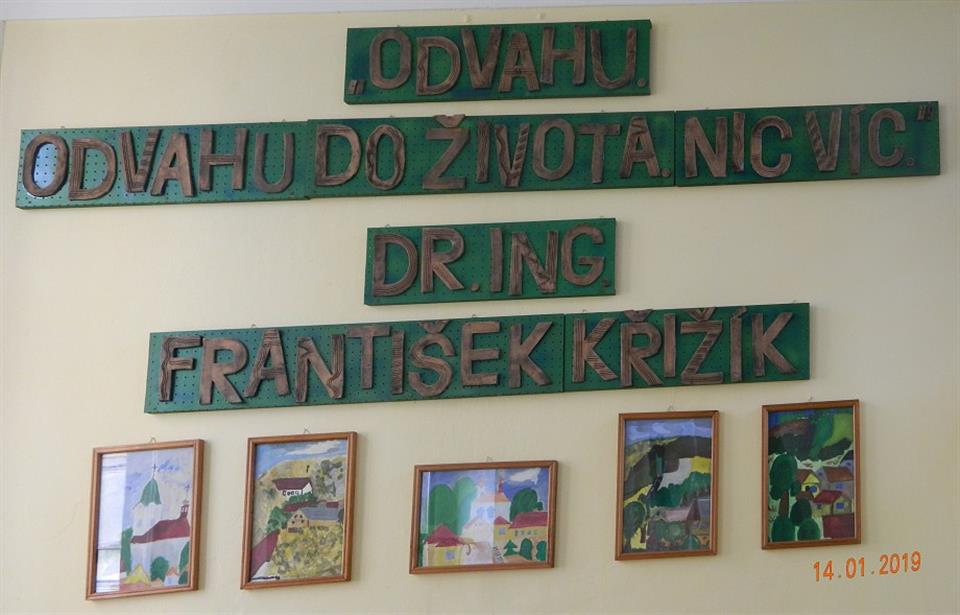 „ODVAHU.
ODVAHU DO ŽIVOTA. NIC VÍC.“
DR. ING.
FRANTIŠEK KŘIŽÍK
14.01.2019